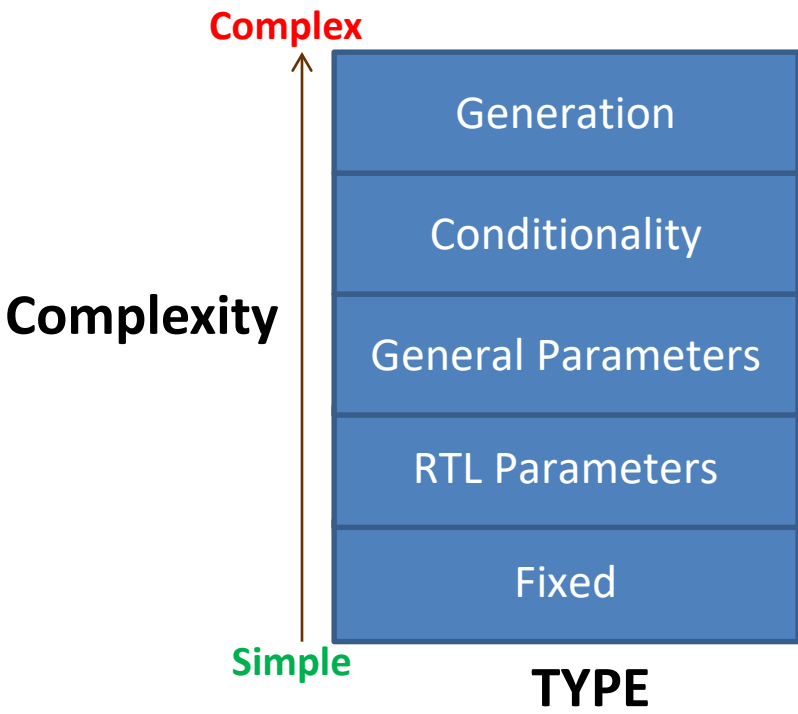 Complex
Generation
Conditionality
Complexity
General Parameters
RTL Parameters
Fixed
Simple
TYPE